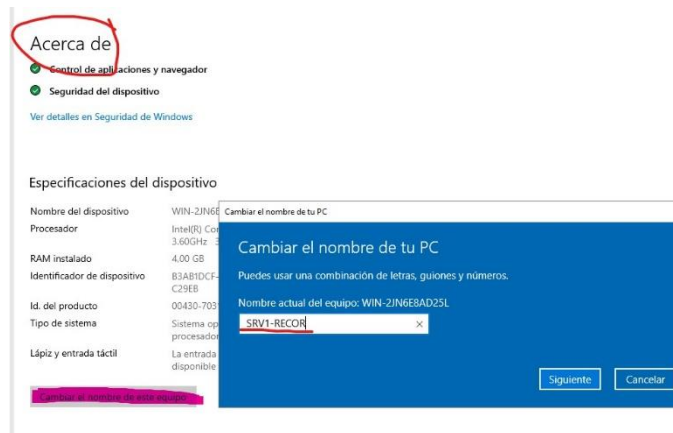 Acerca de
Control de aplicaciones y navegador
Seguridad del dispositivo
Ver detalles en Seguridad de Windows
Especificaciones del dispositivo
Nombre del dispositivo WIN-2JN6E
Procesador Intel(R) Cor
3.60GHz 3
RAM instalado 4,00 GB
Identificador de dispositivo B3AB1DCF-
C29EB
Id. del producto 00430-703
Tipo de sistema Sistema op
procesador
Lápiz y entrada táctil La entrada
disponible
Cambiar el nombre de este equipo
Cambiar el nombre de tu PC
Cambiar el nombre de tu PC
Puedes usar una combinación de letras, guiones y números.
Nombre actual del equipo: WIN-2JN6E8AD25L
SRV1-RECOR
Siguiente Cancelar